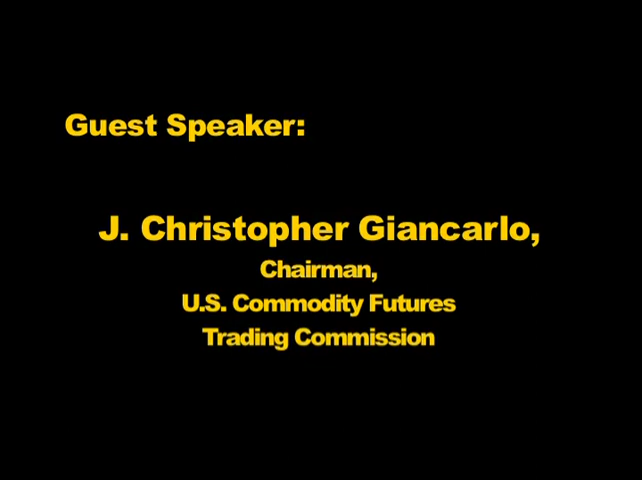 Guest Speaker:
J. Christopher Giancarlo,
Chairman,
U.S. Commodity Futures
Trading Commission